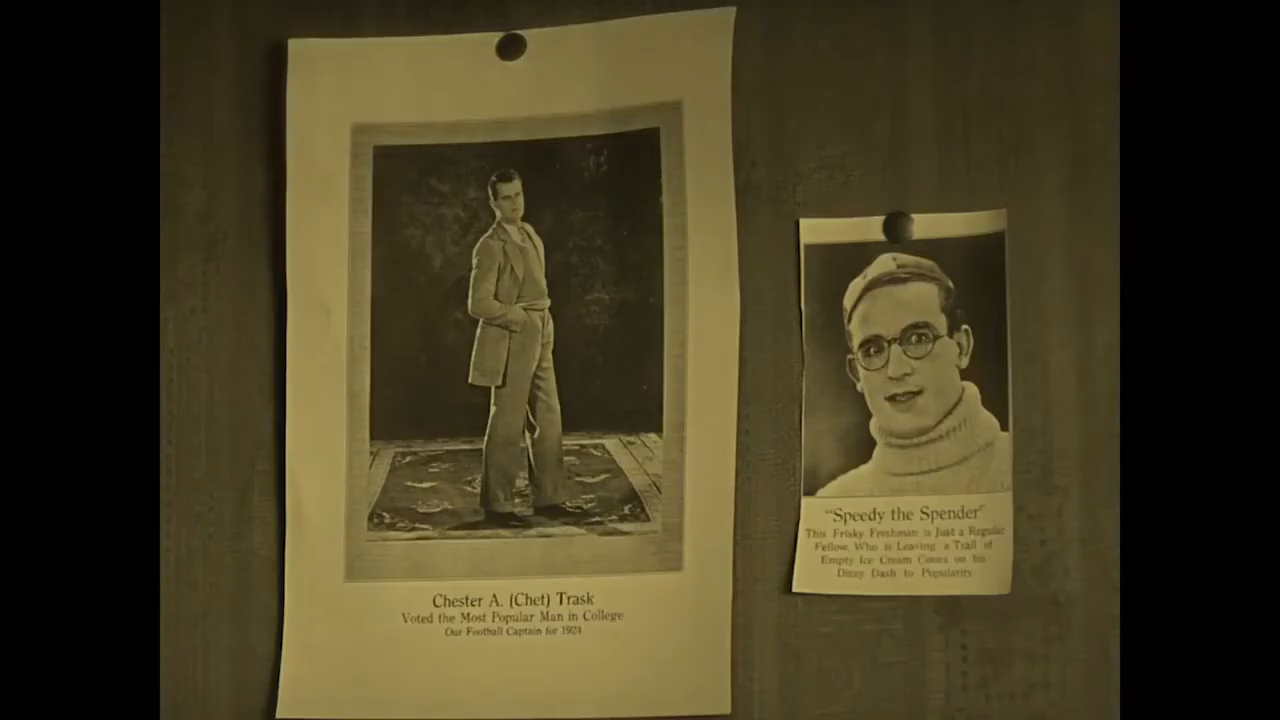 Chester A. (Chet) Trask
Voted the Most Popular Man in College
Our Football Captain for 1924
"Speedy the Spender"
This Frisky Freshman is Just a Regular
Fellow, Who is Leaving a Trail of
Empty Ice Cream Cones on his
Dizzy Dash to Popularity